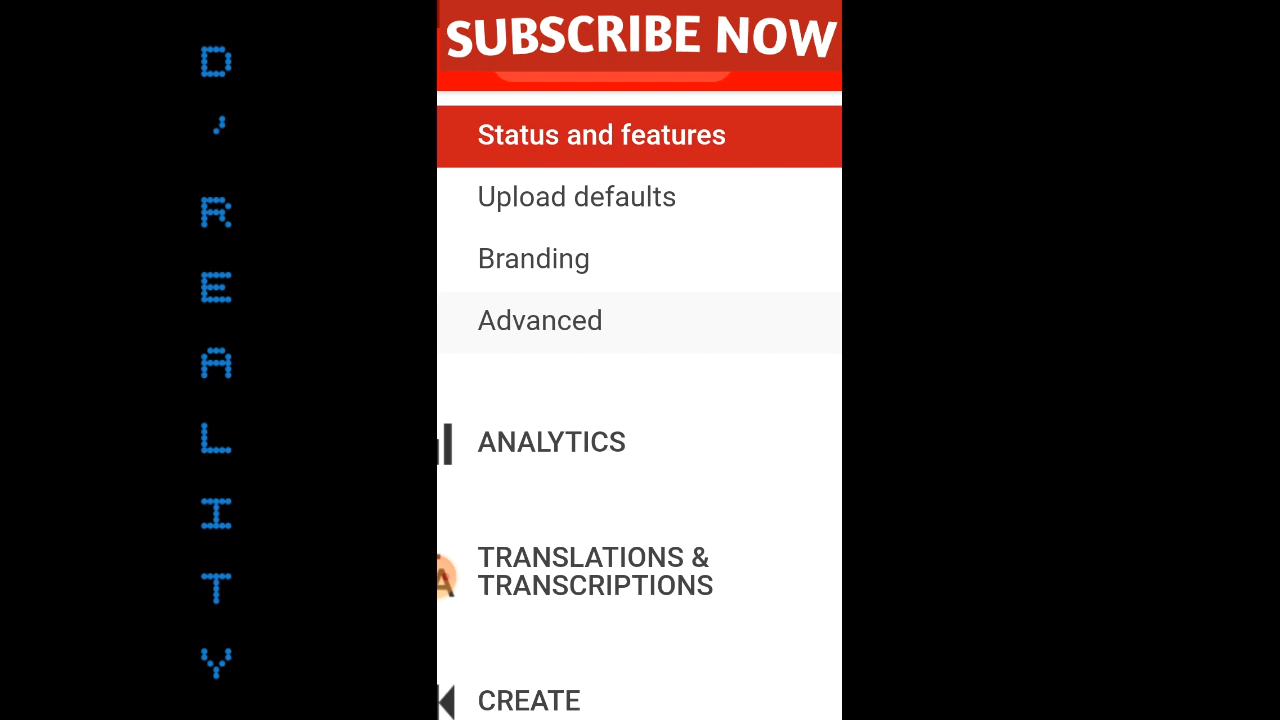 D'REALITY
SUBSCRIBE NOW
Status and features
Upload defaults
Branding
Advanced
ANALYTICS
TRANSLATIONS &
TRANSCRIPTIONS
CREATE